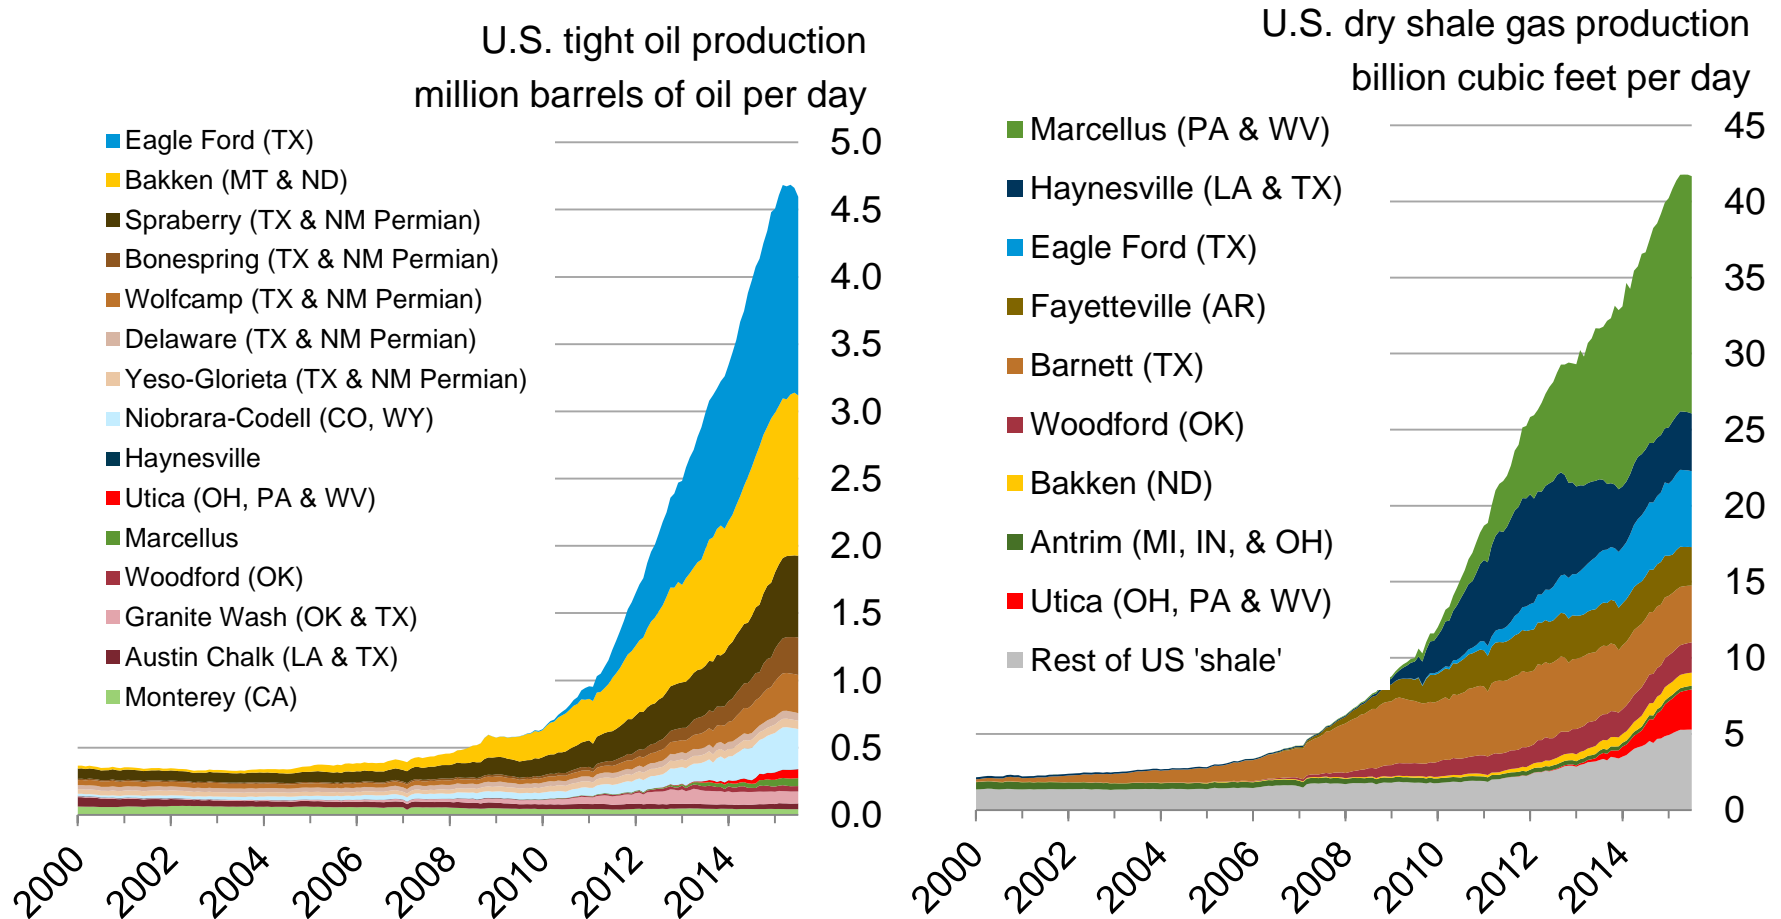 U.S. tight oil production
million barrels of oil per day
Eagle Ford (TX)
Bakken (MT & ND)
Spraberry (TX & NM Permian)
Bonespring (TX & NM Permian)
Wolfcamp (TX & NM Permian)
Delaware (TX & NM Permian)
Yeso-Glorieta (TX & NM Permian)
Niobrara-Codell (CO, WY)
Haynesville
Utica (OH, PA & WV)
Marcellus
Woodford (OK)
Granite Wash (OK & TX)
Austin Chalk (LA & TX)
Monterey (CA)
5.0
4.5
4.0
3.5
3.0
2.5
2.0
1.5
1.0
0.5
0.0
2000
2002
2004
2006
2008
2010
2012
2014
U.S. dry shale gas production
billion cubic feet per day
Marcellus (PA & WV)
Haynesville (LA & TX)
Eagle Ford (TX)
Fayetteville (AR)
Barnett (TX)
Woodford (OK)
Bakken (ND)
Antrim (MI, IN, & OH)
Utica (OH, PA & WV)
Rest of US 'shale'
45
40
35
30
25
20
15
10
5
0
2000
2002
2004
2006
2008
2010
2012
2014